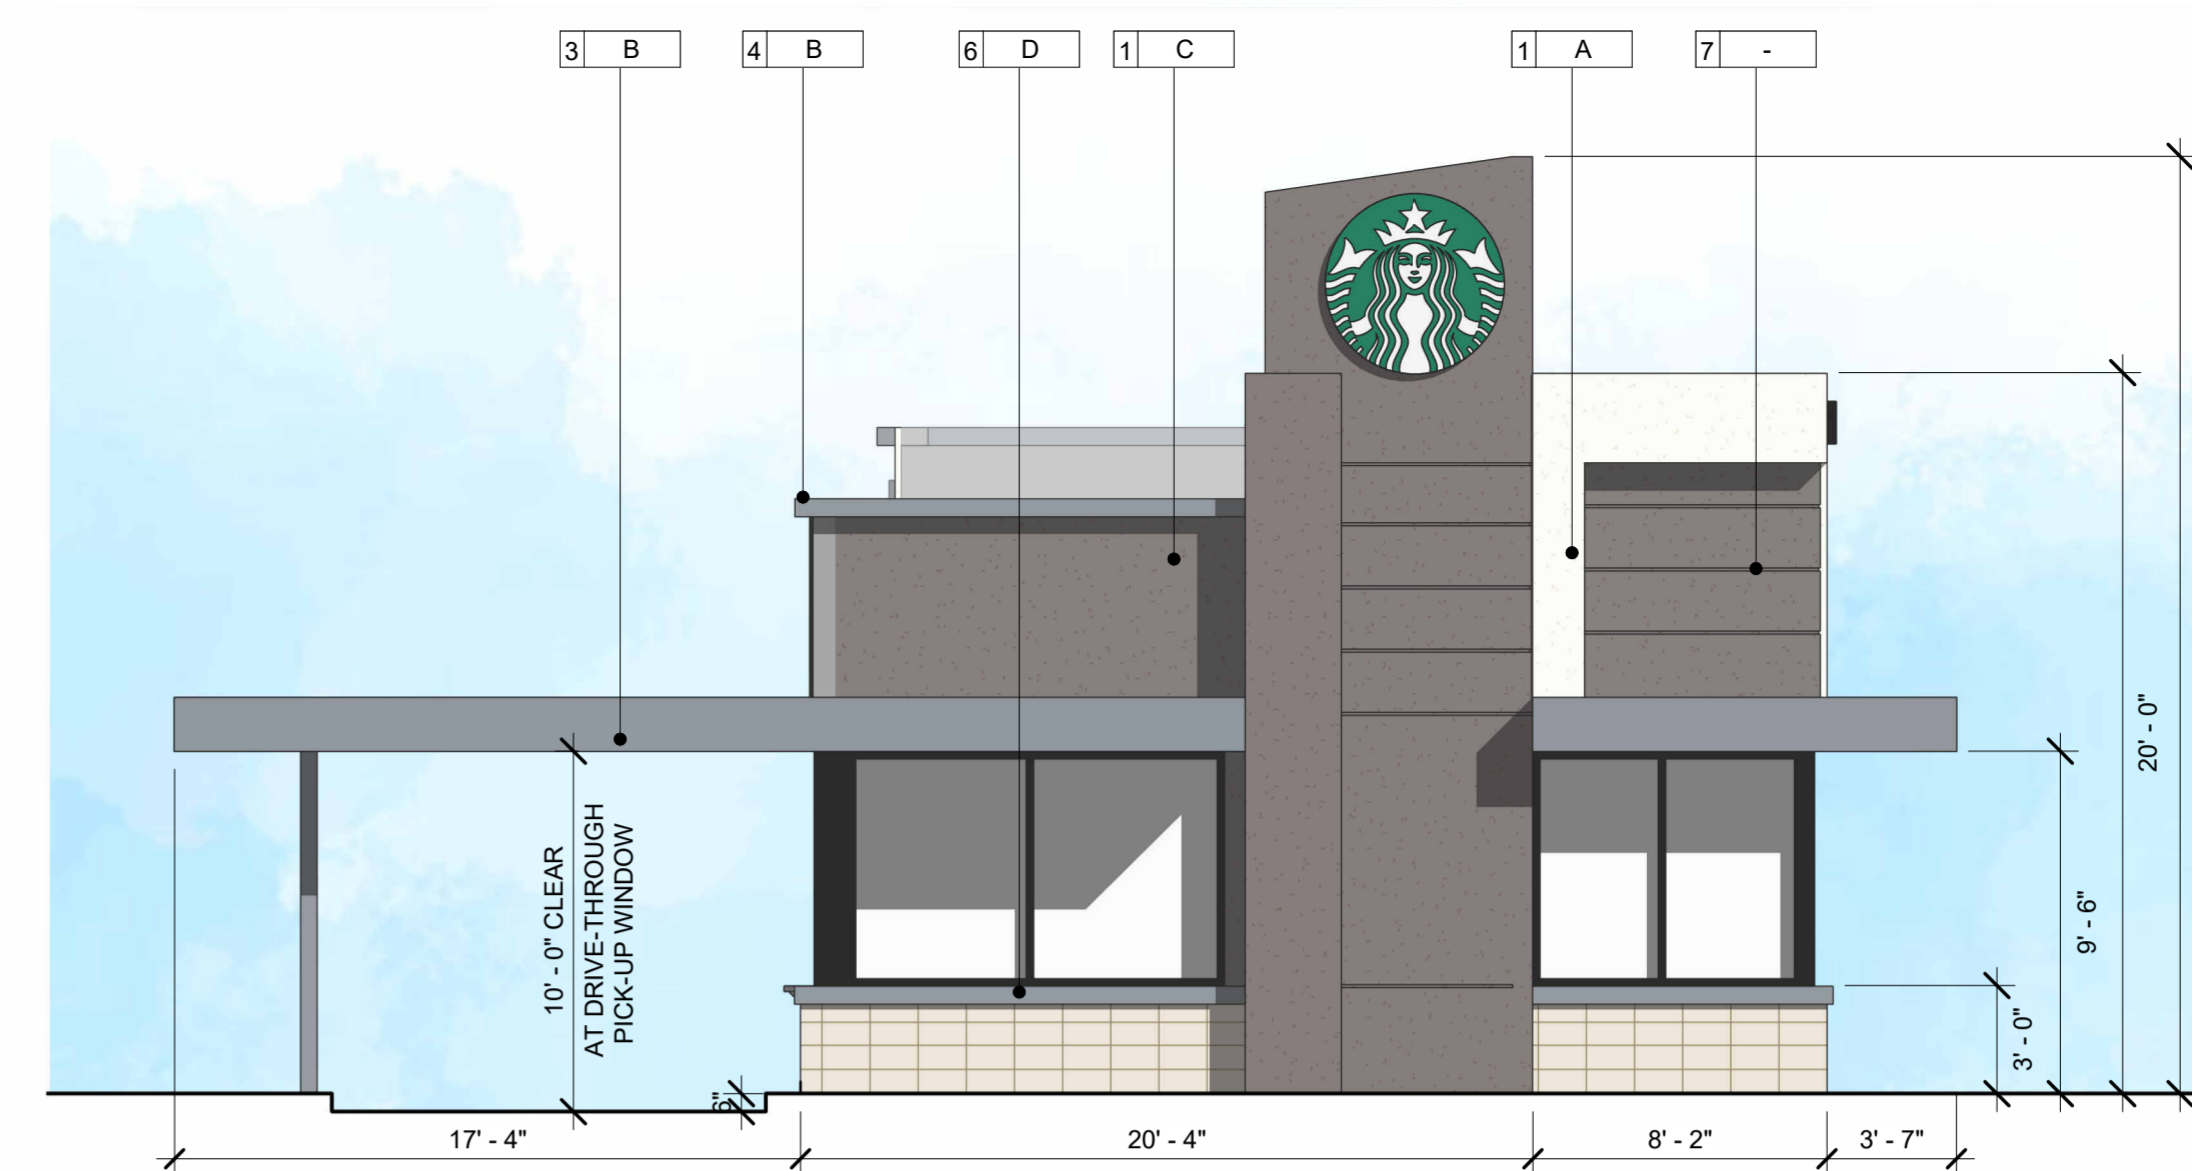 3 B
4 B
6 D
1 C
1 A
7 -
20' - 0"
9' - 6"
3' - 0"
10' - 0" CLEAR
AT DRIVE-THROUGH
PICK-UP WINDOW
6"
17' - 4"
20' - 4"
8' - 2"
3' - 7"